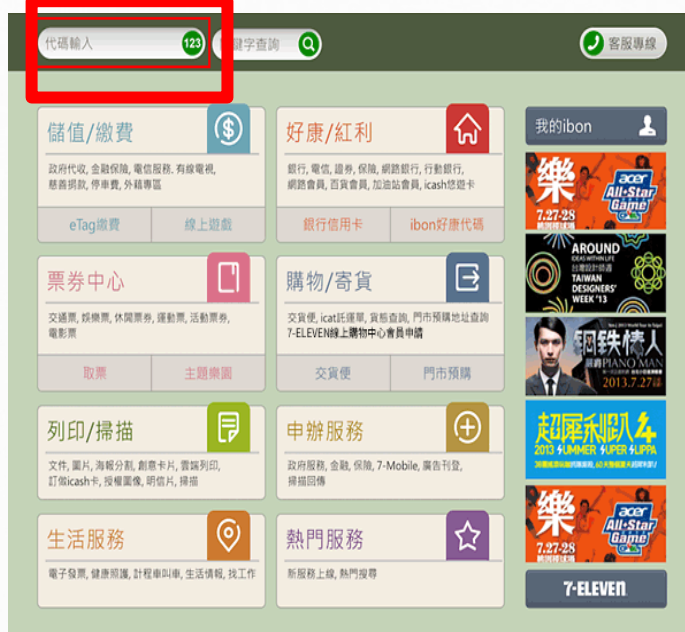 代碼輸入
123
鍵字查詢
客服專線
儲值/繳費
政府代收, 金融保險, 電信服務. 有線電視,
慈善捐款, 停車費, 外籍專區
eTag繳費
線上遊戲
好康/紅利
銀行, 電信, 證券, 保險, 網路銀行, 行動銀行,
網路會員, 百貨會員, 加油站會員, icash悠遊卡
銀行信用卡
ibon好康代碼
票券中心
交通票, 娛樂票, 休閒票券, 運動票, 活動票券,
電影票
取票
主題樂園
購物/寄貨
交貨便, icat託運單, 貨態查詢, 門市預購地址查詢
7-ELEVEN線上購物中心會員申請
交貨便
門市預購
列印/掃描
文件, 圖片, 海報分割, 創意卡片, 雲端列印,
訂做icash卡, 授權圖像, 明信片, 掃描
申辦服務
政府服務, 金融, 保險, 7-Mobile, 廣告刊登,
掃描回傳
生活服務
電子發票, 健康照護, 計程車叫車, 生活情報, 找工作
熱門服務
新服務上線, 熱門搜尋
我的ibon
樂
acer
All-Star
Game
7.27-28
AROUND
IDEAS WITHIN LIFE
台灣設計師週
TAIWAN
DESIGNERS'
WEEK '13
鋼鉄情人
PIANO MAN
2013.7.27
超犀利趴4
2013 SUMMER SUPER SLIPPA
樂
acer
All-Star
Game
7.27-28
7-ELEVEN